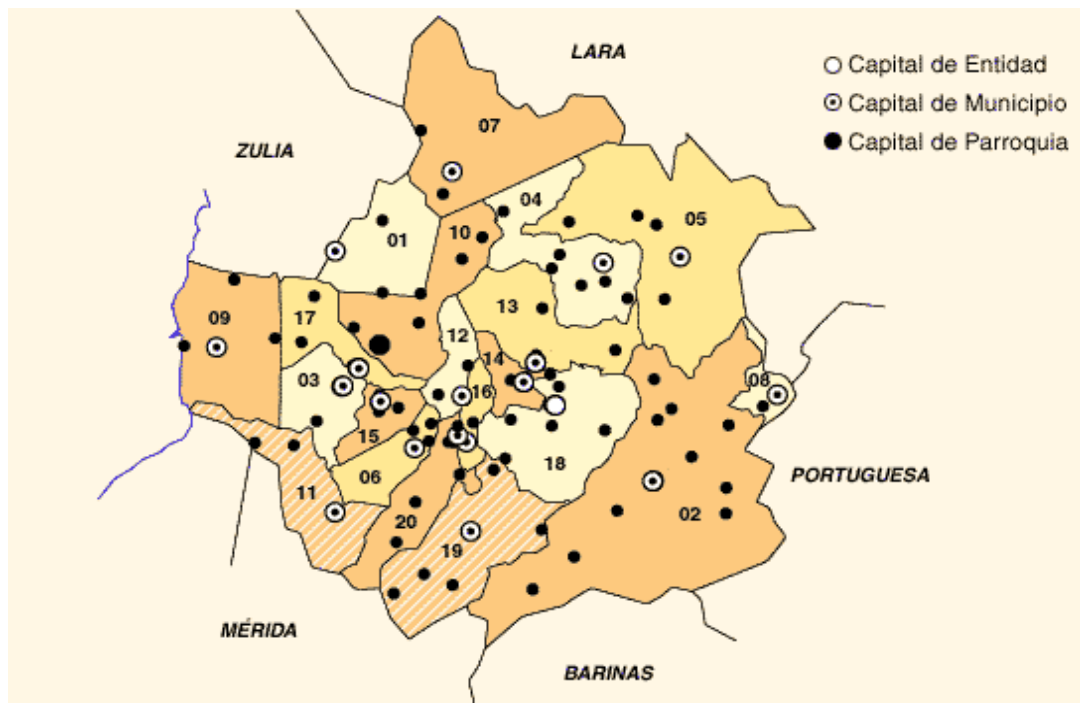 LARA
Capital de Entidad
Capital de Municipio
07
Capital de Parroquia
ZULIA
04
05
10
01
13
09
17
12
14
03
08
16
15
18
06
PORTUGUESA
11
02
20
19
MÉRIDA
BARINAS